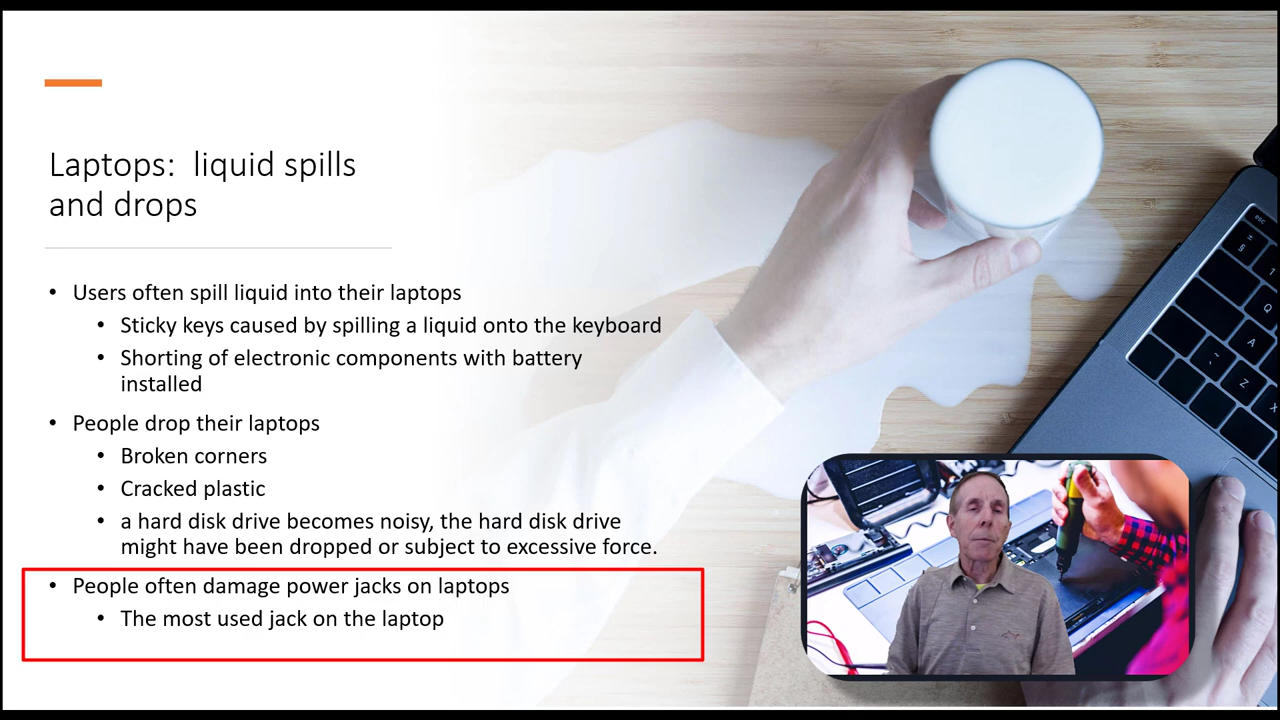 Laptops:  liquid spills
and drops
• Users often spill liquid into their laptops
• Sticky keys caused by spilling a liquid onto the keyboard
• Shorting of electronic components with battery
installed
• People drop their laptops
• Broken corners
• Cracked plastic
• a hard disk drive becomes noisy, the hard disk drive
might have been dropped or subject to excessive force.
• People often damage power jacks on laptops
• The most used jack on the laptop
esc
§
1
Q
A
~
Z